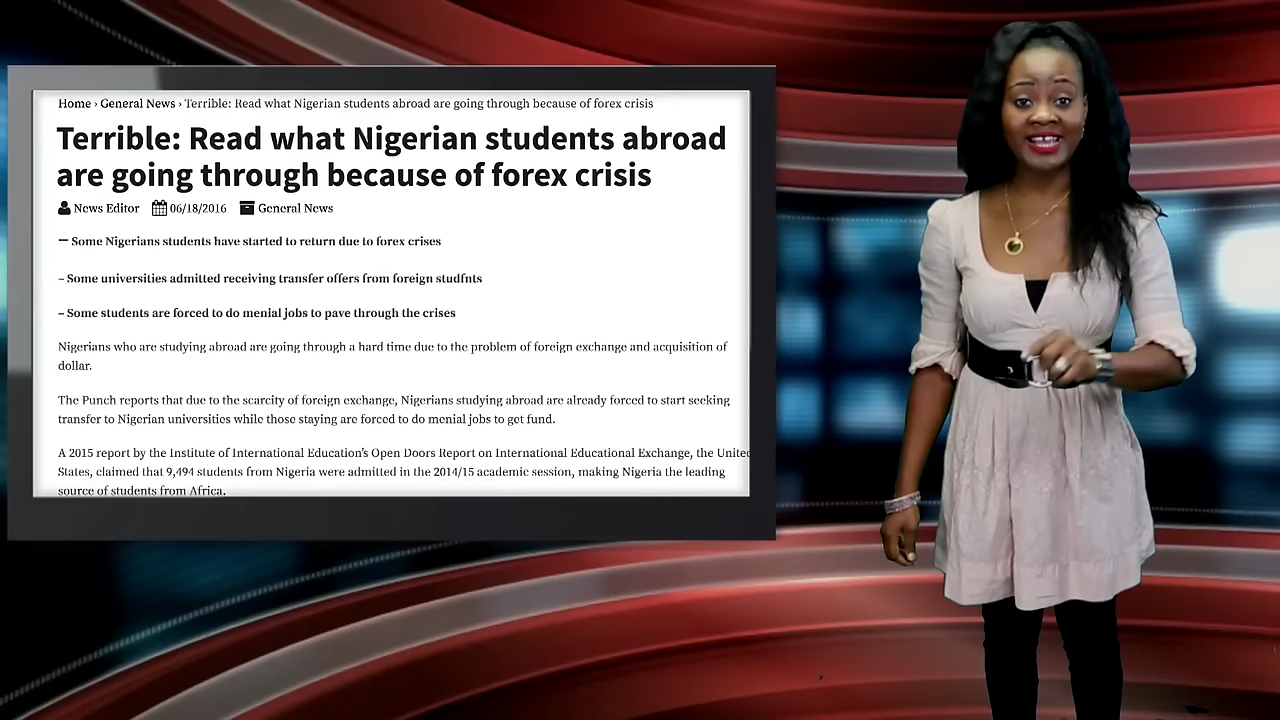 Home › General News › Terrible: Read what Nigerian students abroad are going through because of forex crisis
Terrible: Read what Nigerian students abroad
are going through because of forex crisis
News Editor 06/18/2016 General News
— Some Nigerians students have started to return due to forex crises
– Some universities admitted receiving transfer offers from foreign studfnts
– Some students are forced to do menial jobs to pave through the crises
Nigerians who are studying abroad are going through a hard time due to the problem of foreign exchange and acquisition of
dollar.
The Punch reports that due to the scarcity of foreign exchange, Nigerians studying abroad are already forced to start seeking
transfer to Nigerian universities while those staying are forced to do menial jobs to get fund.
A 2015 report by the Institute of International Education's Open Doors Report on International Educational Exchange, the United
States, claimed that 9,494 students from Nigeria were admitted in the 2014/15 academic session, making Nigeria the leading
source of students from Africa.